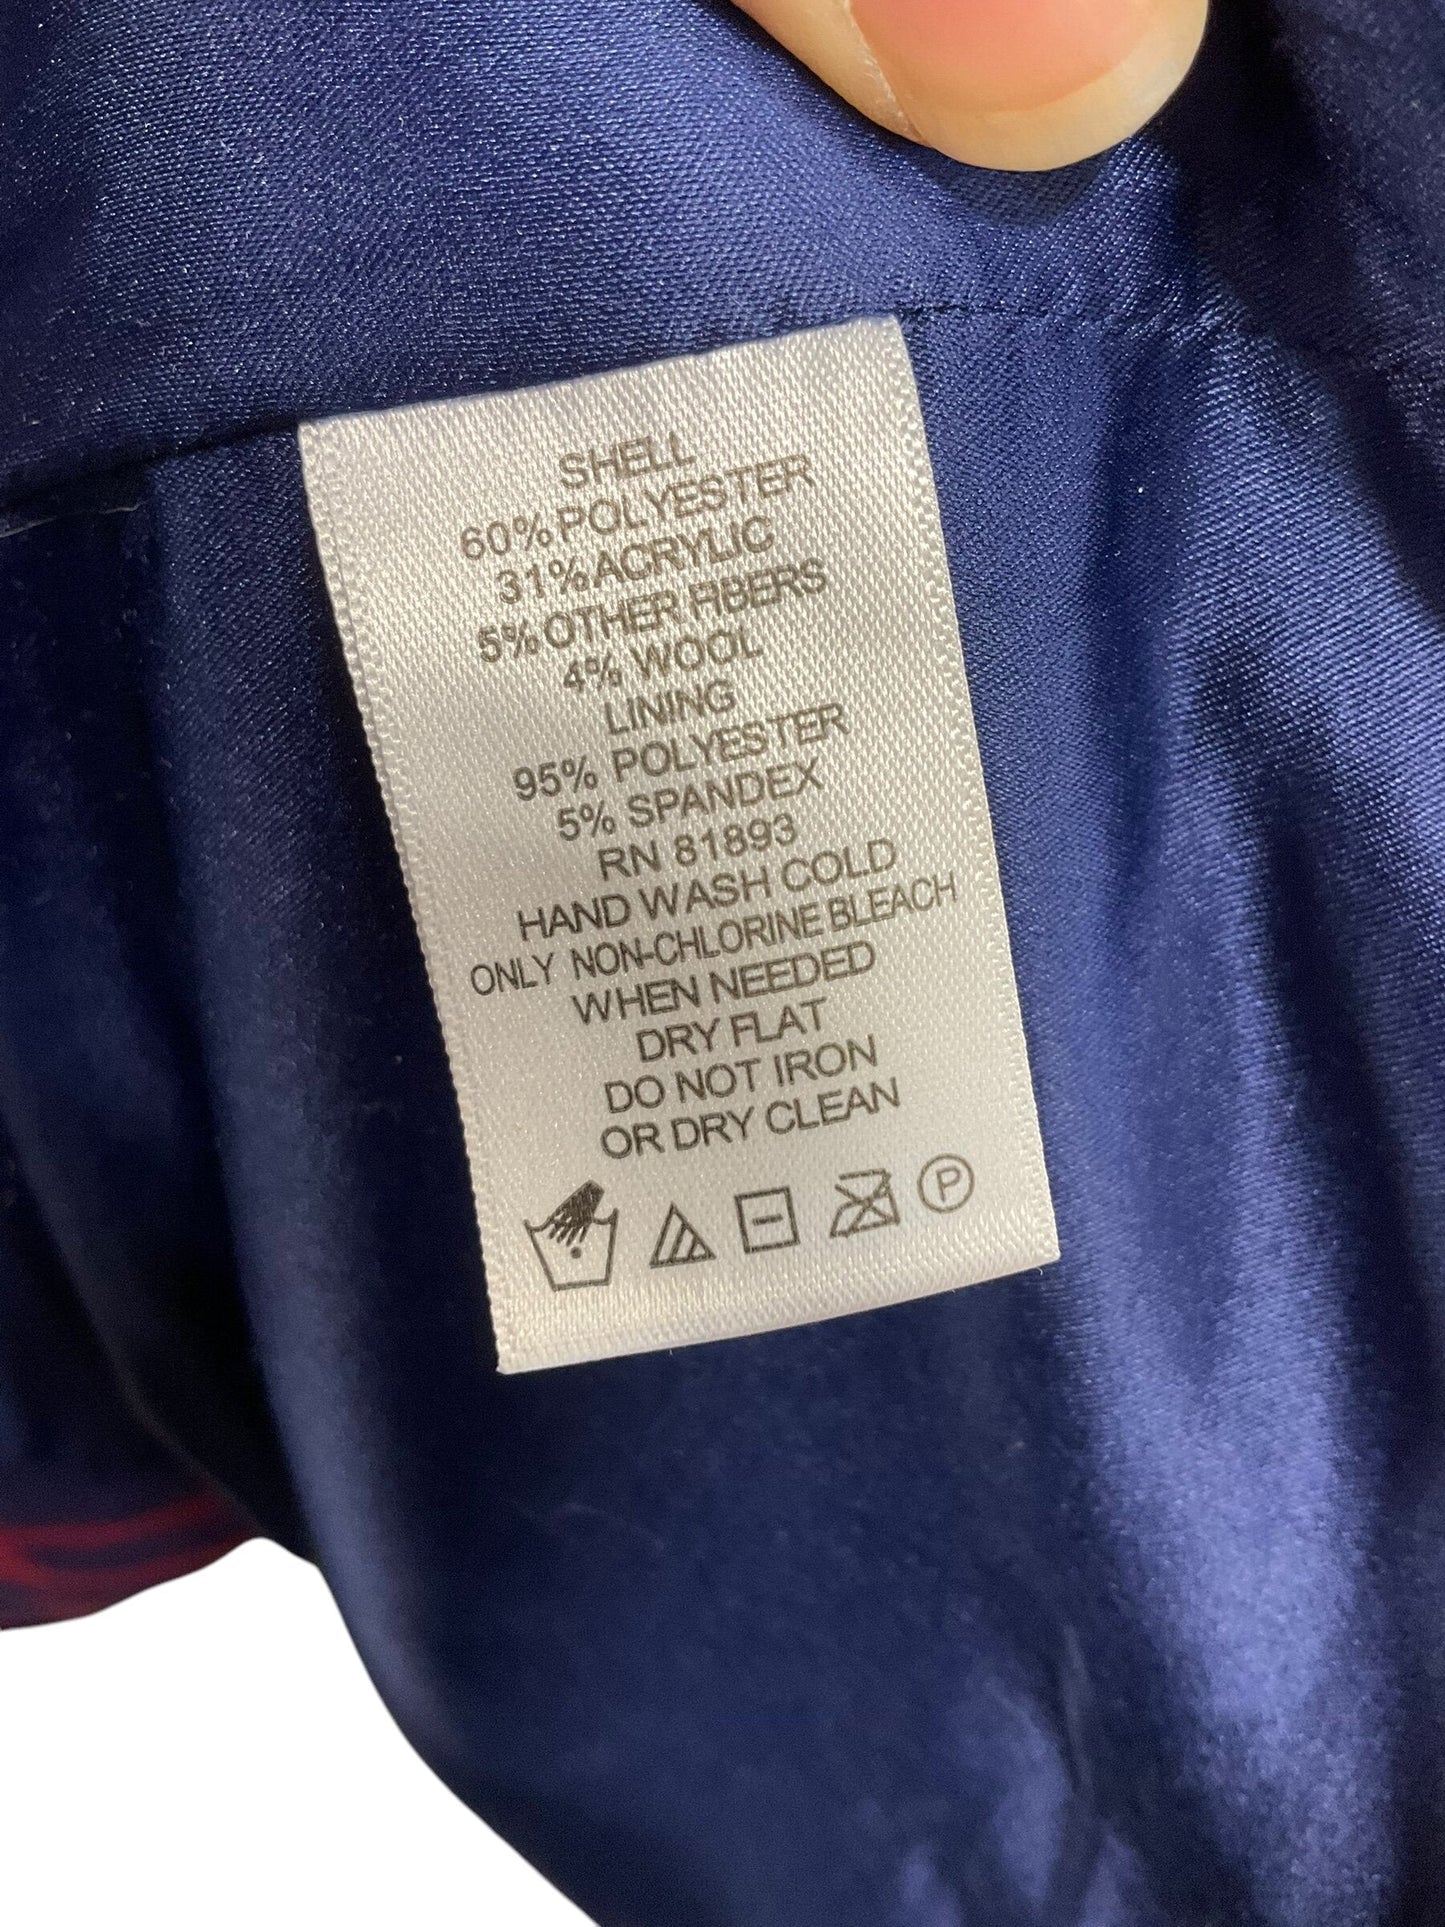 SHELL
60% POLYESTER
31% ACRYLIC
5% OTHER FIBERS
4% WOOL
LINING
95% POLYESTER
5% SPANDEX
RN 81893
HAND WASH COLD
ONLY NON-CHLORINE BLEACH
WHEN NEEDED
DRY FLAT
DO NOT IRON
OR DRY CLEAN
P